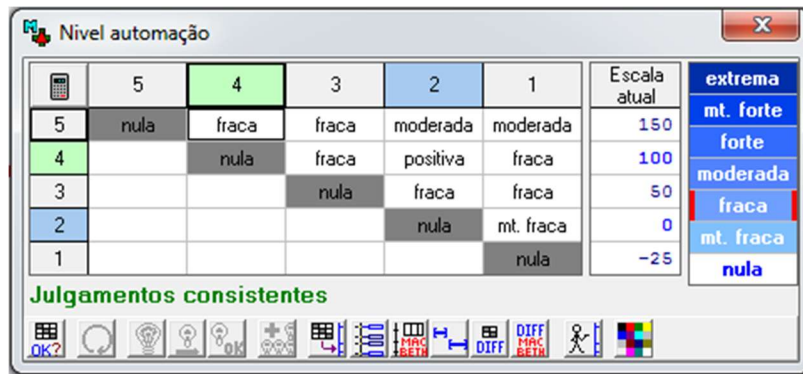 Nivel automação
5 4 3 2 1 Escala atual
5 nula fraca fraca moderada moderada 150
4 nula fraca positiva fraca 100
3 nula fraca fraca 50
2 nula mt. fraca 0
1 nula -25
extrema
mt. forte
forte
moderada
fraca
mt. fraca
nula
Julgamentos consistentes
OK? OK MAC BETH DIFF DIFF MAC BETH